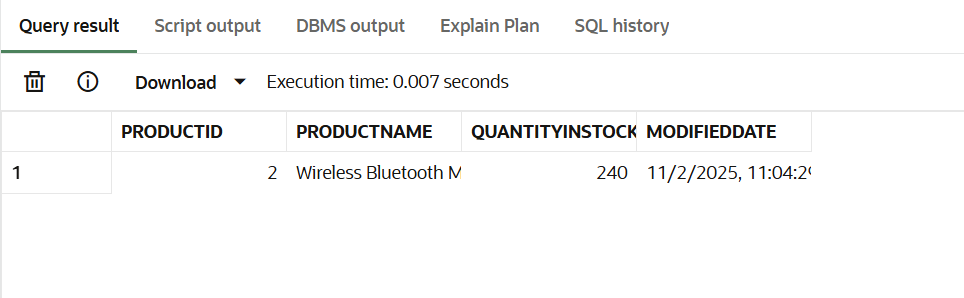 Query result Script output DBMS output Explain Plan SQL history
Download Execution time: 0.007 seconds
PRODUCTID PRODUCTNAME QUANTITYINSTOCK MODIFIEDDATE
1 2 Wireless Bluetooth M 240 11/2/2025, 11:04:29